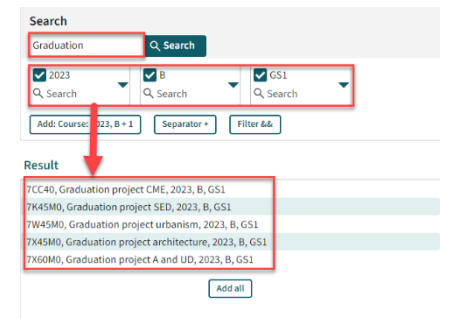 Search
Graduation Search
2023 B GS1
Search Search Search
Add: Course: 2023, B + 1 Separator + Filter &&
Result
7CC40, Graduation project CME, 2023, B, GS1
7K45M0, Graduation project SED, 2023, B, GS1
7W45M0, Graduation project urbanism, 2023, B, GS1
7X45M0, Graduation project architecture, 2023, B, GS1
7X60M0, Graduation project A and UD, 2023, B, GS1
Add all